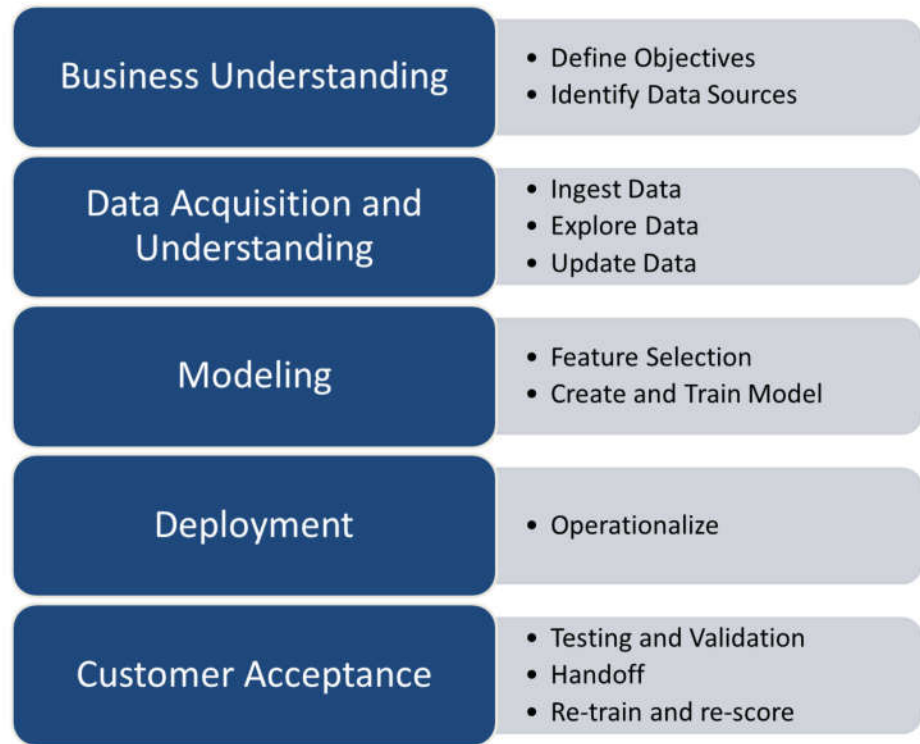 Business Understanding
• Define Objectives
• Identify Data Sources
Data Acquisition and
Understanding
• Ingest Data
• Explore Data
• Update Data
Modeling
• Feature Selection
• Create and Train Model
Deployment
• Operationalize
Customer Acceptance
• Testing and Validation
• Handoff
• Re-train and re-score